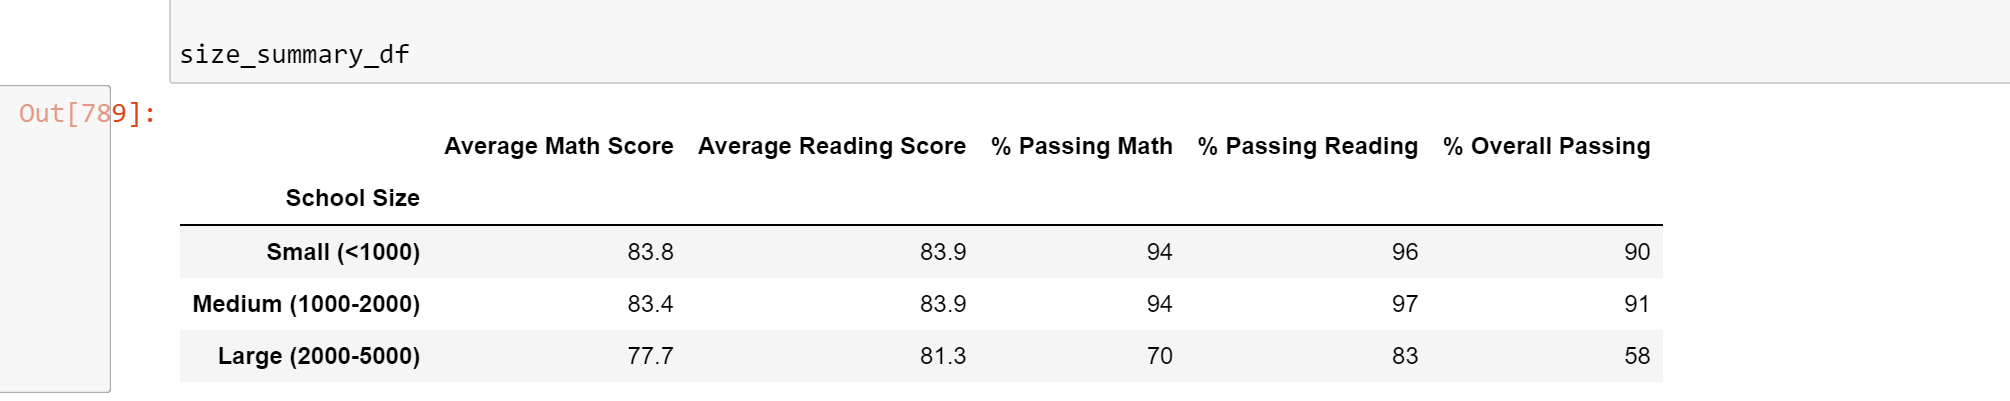 size_summary_df
Out[789]:
Average Math Score Average Reading Score % Passing Math % Passing Reading % Overall Passing
School Size
Small (<1000) 83.8 83.9 94 96 90
Medium (1000-2000) 83.4 83.9 94 97 91
Large (2000-5000) 77.7 81.3 70 83 58